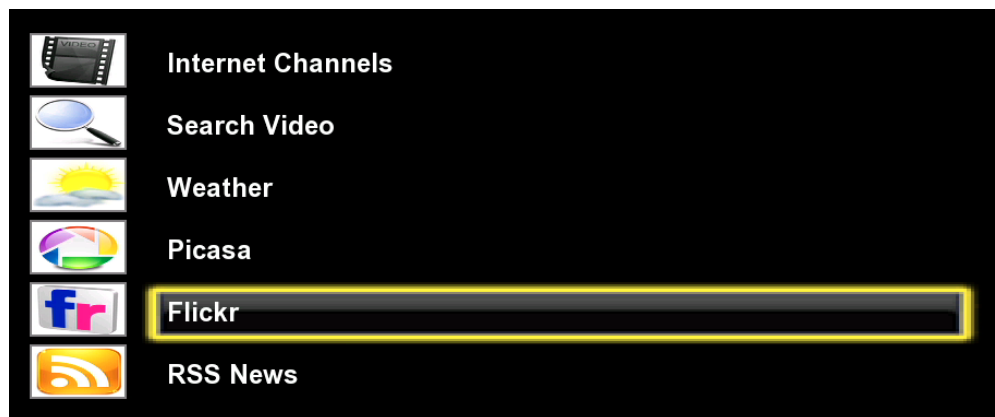 VIDEO
Internet Channels
Search Video
Weather
Picasa
fr
Flickr
RSS News